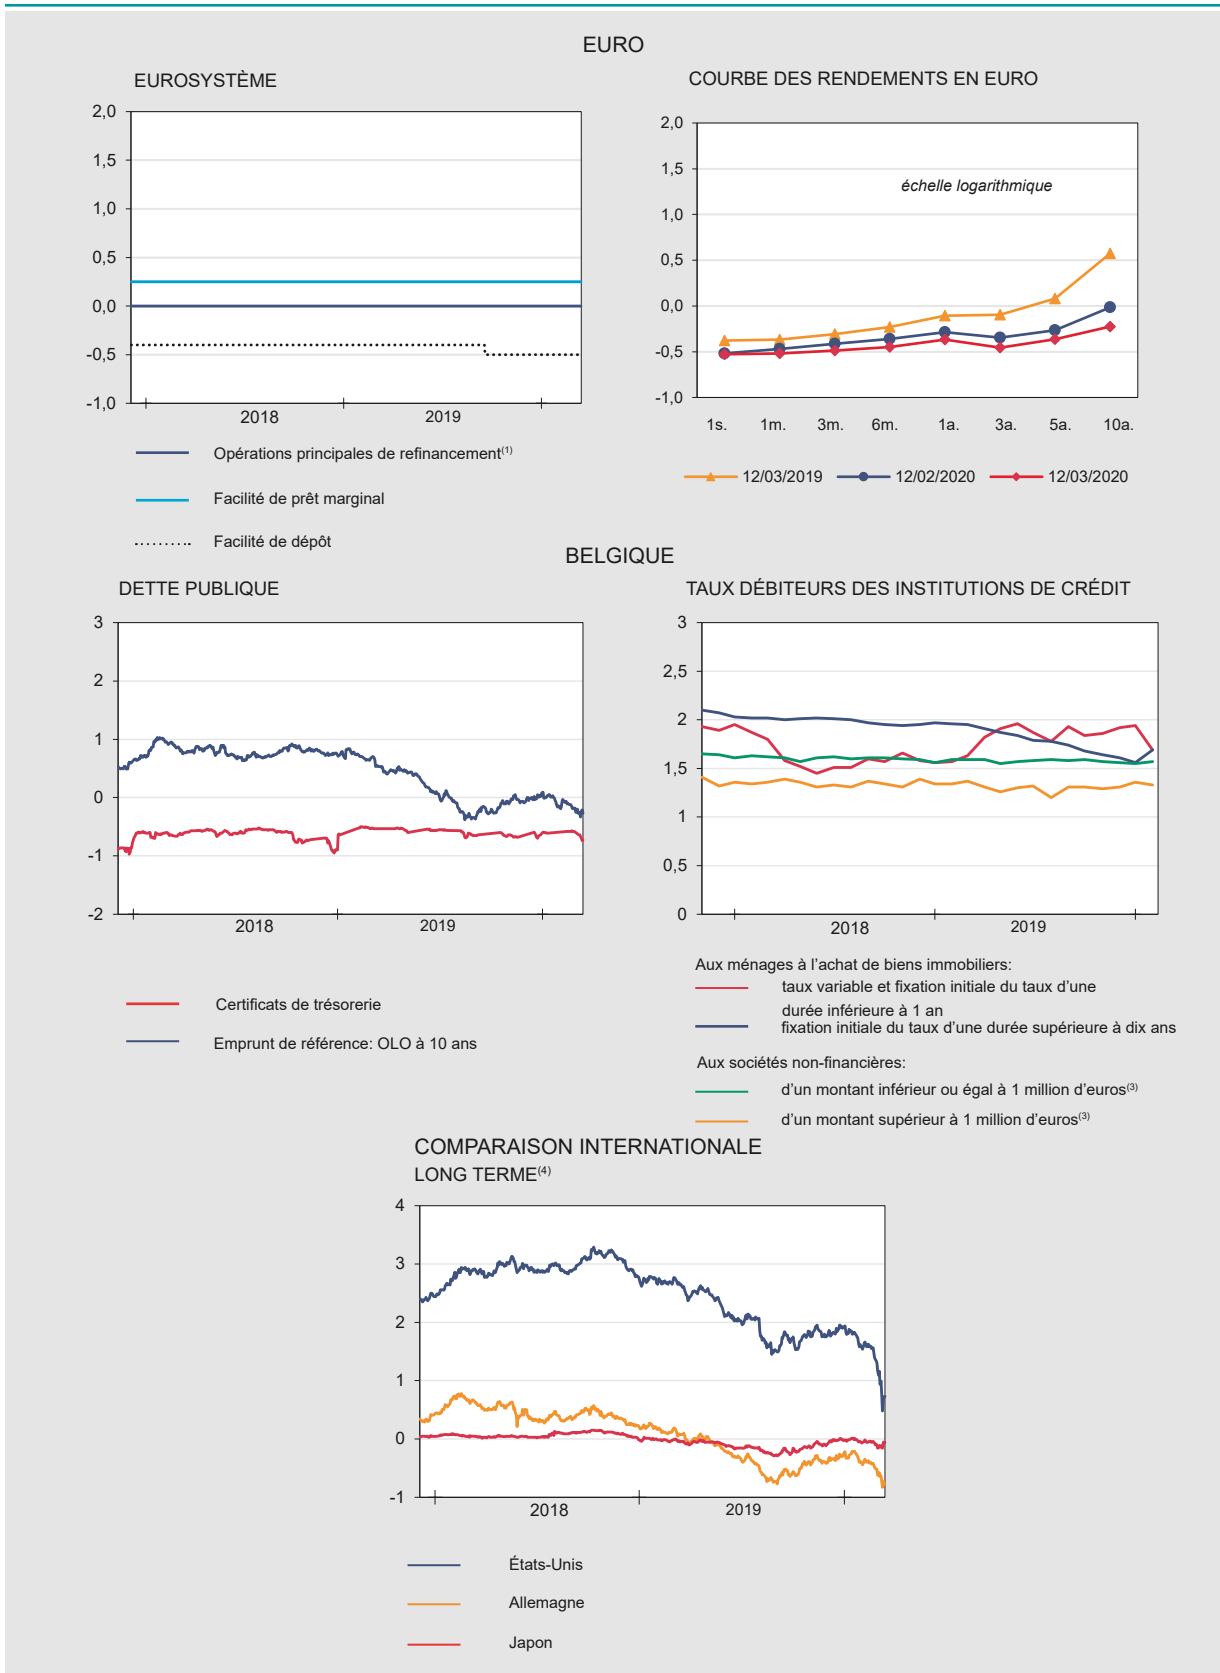 EURO
EUROSYSTÈME
2,0
1,5
1,0
0,5
0,0
-0,5
-1,0
2018 2019
Opérations principales de refinancement(1)
Facilité de prêt marginal
Facilité de dépôt
COURBE DES RENDEMENTS EN EURO
2,0
1,5
1,0
0,5
0,0
-0,5
-1,0
échelle logarithmique
1s. 1m. 3m. 6m. 1a. 3a. 5a. 10a.
12/03/2019 12/02/2020 12/03/2020
BELGIQUE
DETTE PUBLIQUE
3
2
1
0
-1
-2
2018 2019
Certificats de trésorerie
Emprunt de référence: OLO à 10 ans
TAUX DÉBITEURS DES INSTITUTIONS DE CRÉDIT
3
2,5
2
1,5
1
0,5
0
2018 2019
Aux ménages à l’achat de biens immobiliers:
taux variable et fixation initiale du taux d’une
durée inférieure à 1 an
fixation initiale du taux d’une durée supérieure à dix ans
Aux sociétés non-financières:
d’un montant inférieur ou égal à 1 million d’euros(3)
d’un montant supérieur à 1 million d’euros(3)
COMPARAISON INTERNATIONALE
LONG TERME(4)
4
3
2
1
0
-1
2018 2019
États-Unis
Allemagne
Japon